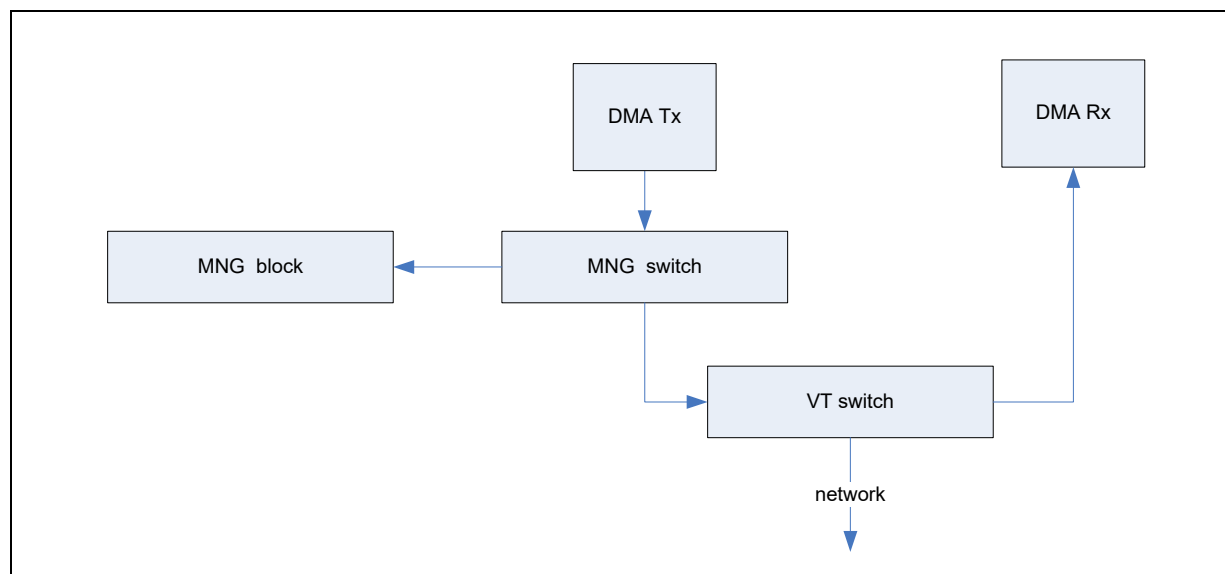 DMA Tx
DMA Rx
MNG block
MNG switch
VT switch
network